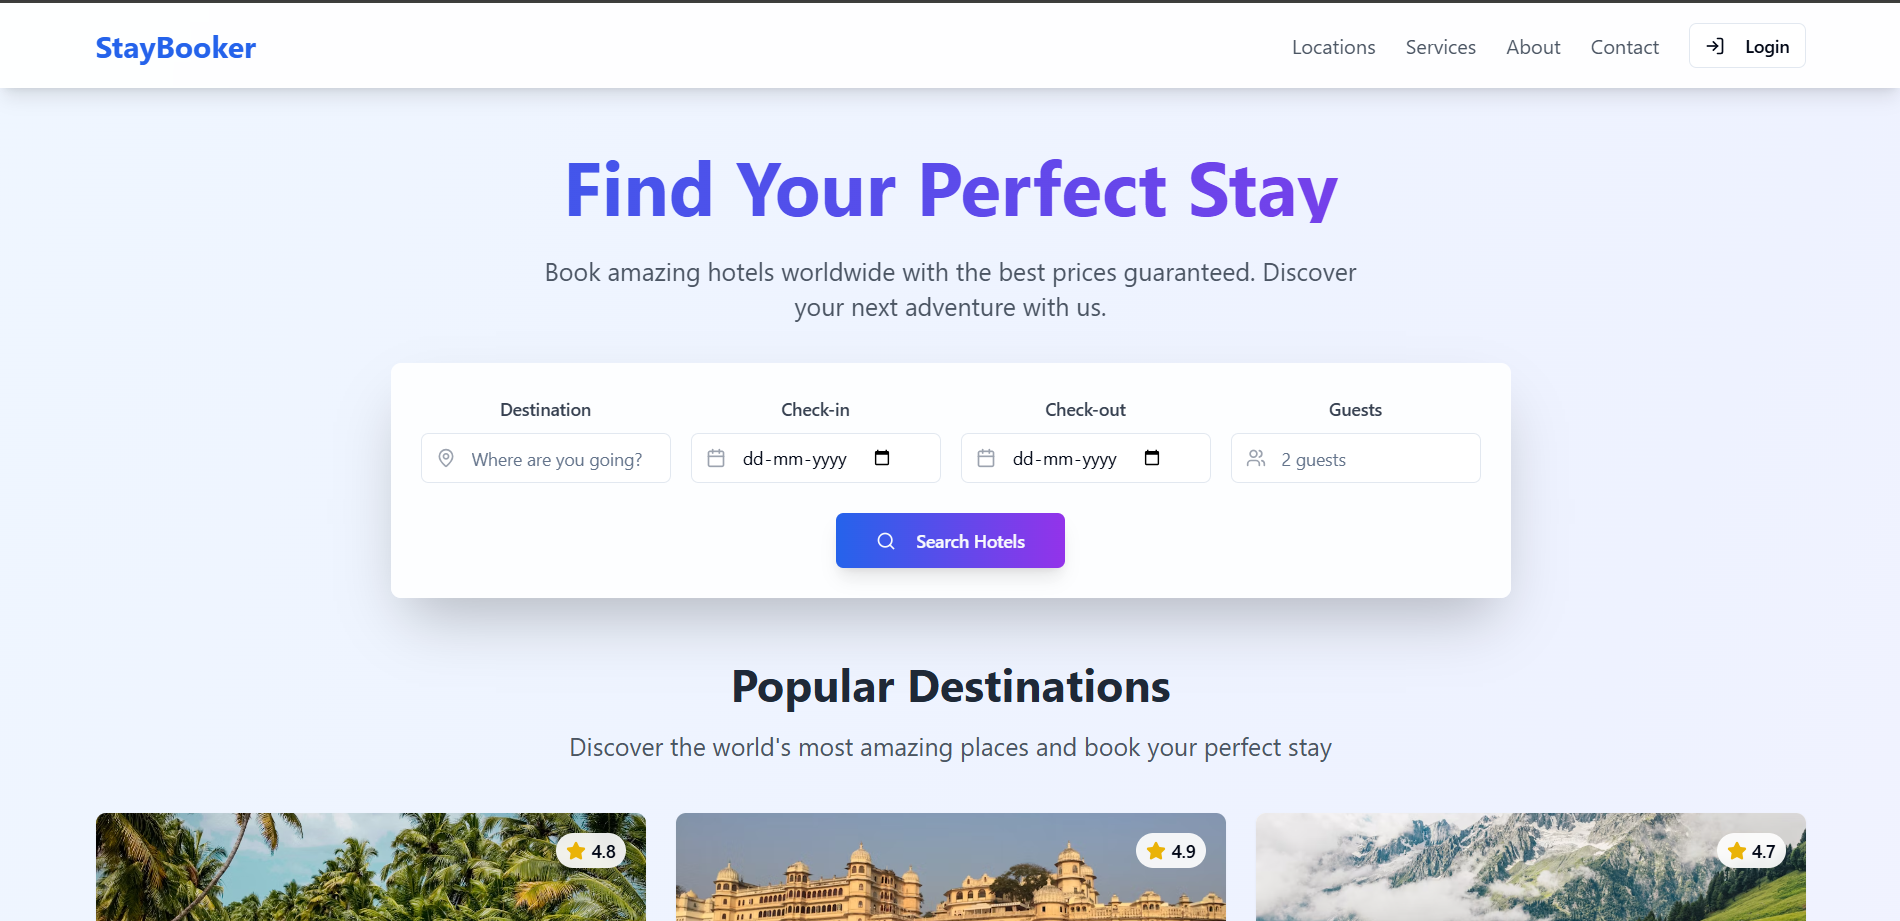 StayBooker
Locations
Services
About
Contact
Login
Find Your Perfect Stay
Book amazing hotels worldwide with the best prices guaranteed. Discover
your next adventure with us.
Destination
Check-in
Check-out
Guests
Where are you going?
dd-mm-yyyy
dd-mm-yyyy
2 guests
Search Hotels
Popular Destinations
Discover the world's most amazing places and book your perfect stay
4.8
4.9
4.7